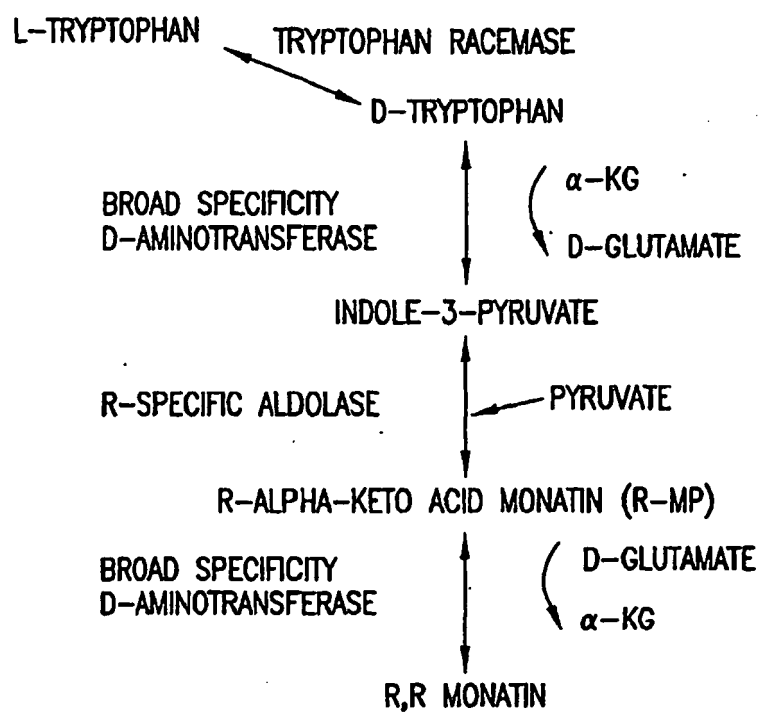 L-TRYPTOPHAN
TRYPTOPHAN RACEMASE
D-TRYPTOPHAN
BROAD SPECIFICITY
D-AMINOTRANSFERASE
α-KG
D-GLUTAMATE
INDOLE-3-PYRUVATE
R-SPECIFIC ALDOLASE
PYRUVATE
R-ALPHA-KETO ACID MONATIN (R-MP)
BROAD SPECIFICITY
D-AMINOTRANSFERASE
D-GLUTAMATE
α-KG
R,R MONATIN